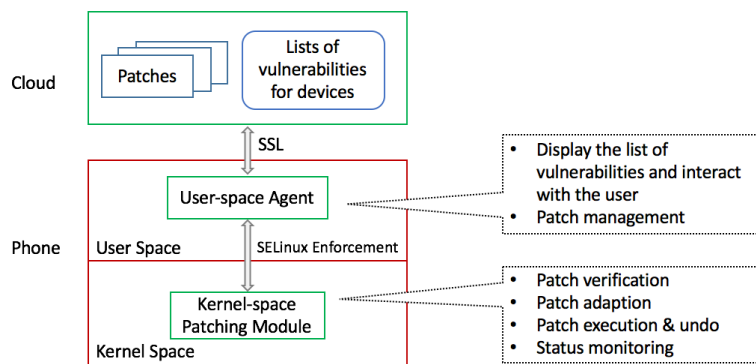 Cloud
Patches
Lists of
vulnerabilities
for devices
SSL
Phone
User-space Agent
User Space
SELinux Enforcement
Kernel-space
Patching Module
Kernel Space
• Display the list of
vulnerabilities and interact
with the user
• Patch management
• Patch verification
• Patch adaption
• Patch execution & undo
• Status monitoring